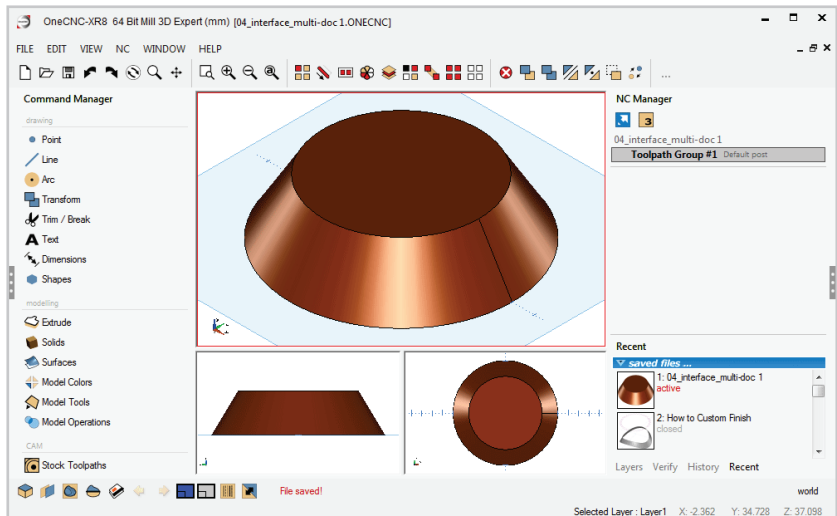 OneCNC-XR8 64 Bit Mill 3D Expert (mm) [04_interface_multi-doc 1.ONECNC]
FILE EDIT VIEW NC WINDOW HELP
Command Manager
drawing
Point
Line
Arc
Transform
Trim / Break
A Text
Dimensions
Shapes
modelling
Extrude
Solids
Surfaces
Model Colors
Model Tools
Model Operations
CAM
Stock Toolpaths
NC Manager
3
04_interface_multi-doc 1
Toolpath Group #1 Default post
Recent
saved files ...
1: 04_interface_multi-doc 1
active
2: How to Custom Finish
closed
Layers Verify History Recent
File saved!
world
Selected Layer : Layer1 X: -2.362 Y: 34.728 Z: 37.098